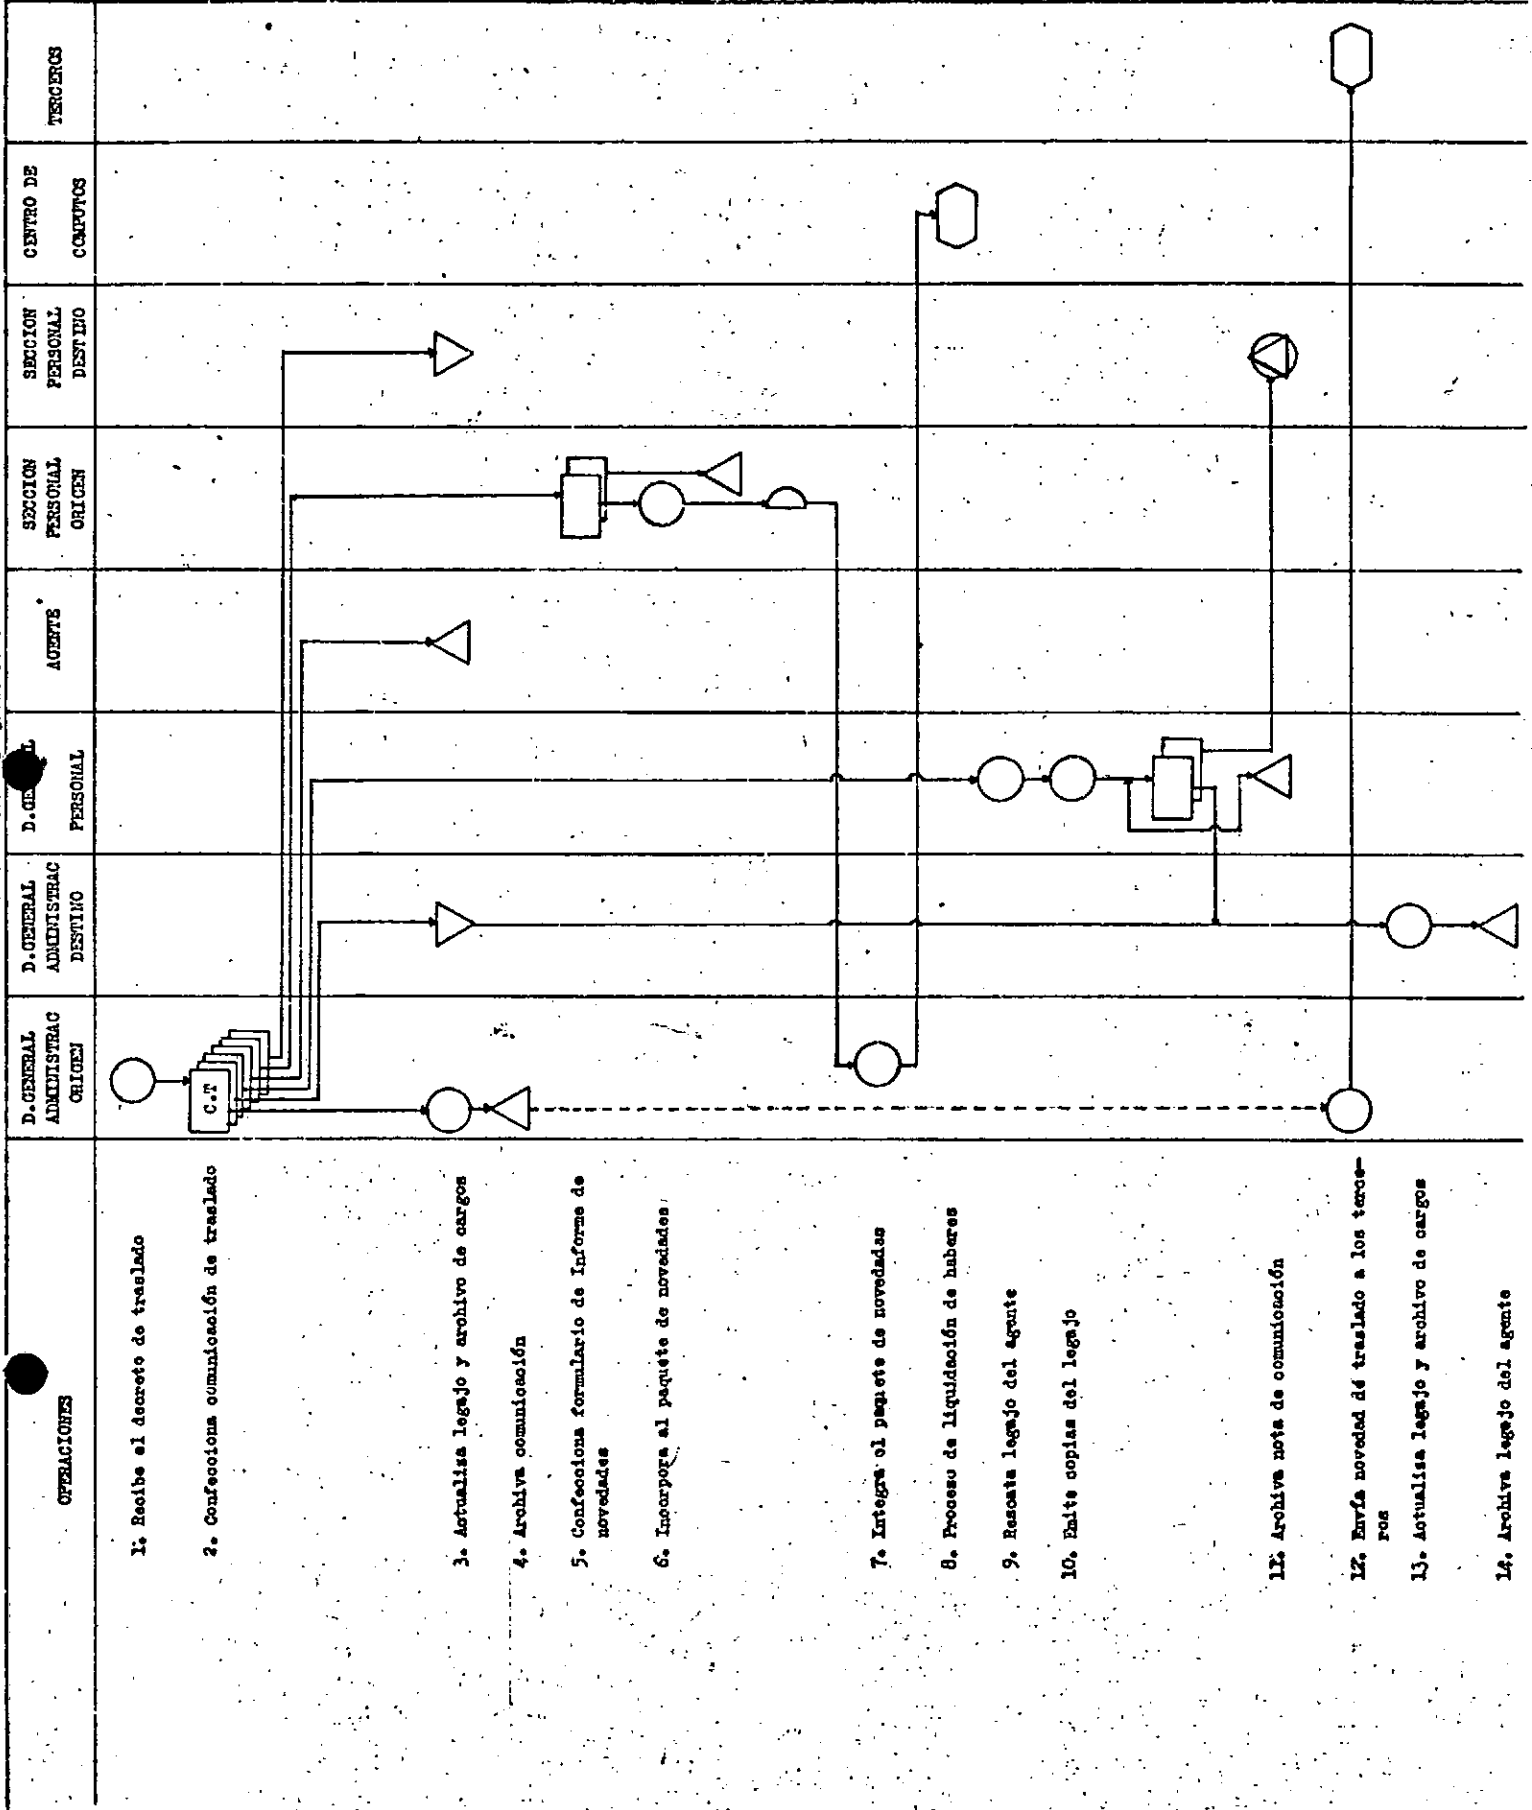 OPERACIONES
D.GENERAL
ADMINISTRAC
ORIGEN
D.GENERAL
ADMINISTRAC
DESTINO
PERSONAL
AGENTE
SECCION
PERSONAL
ORIGEN
SECCION
PERSONAL
DESTINO
CENTRO DE
COMPUTOS
TERCEROS
1. Recibe el decreto de traslado
2. Confecciona comunicación de traslado
C.T
3. Actualiza legajo y archivo de cargos
4. Archiva comunicación
5. Confecciona formulario de Informe de
novedades
6. Incorpora al paquete de novedades
7. Integra el paquete de novedades
8. Proceso de liquidación de haberes
9. Rescata legajo del agente
10. Emite copias del legajo
11. Archiva nota de comunicación
12. Envía novedad de traslado a los terce-
ros
13. Actualiza legajo y archivo de cargos
14. Archiva legajo del agente